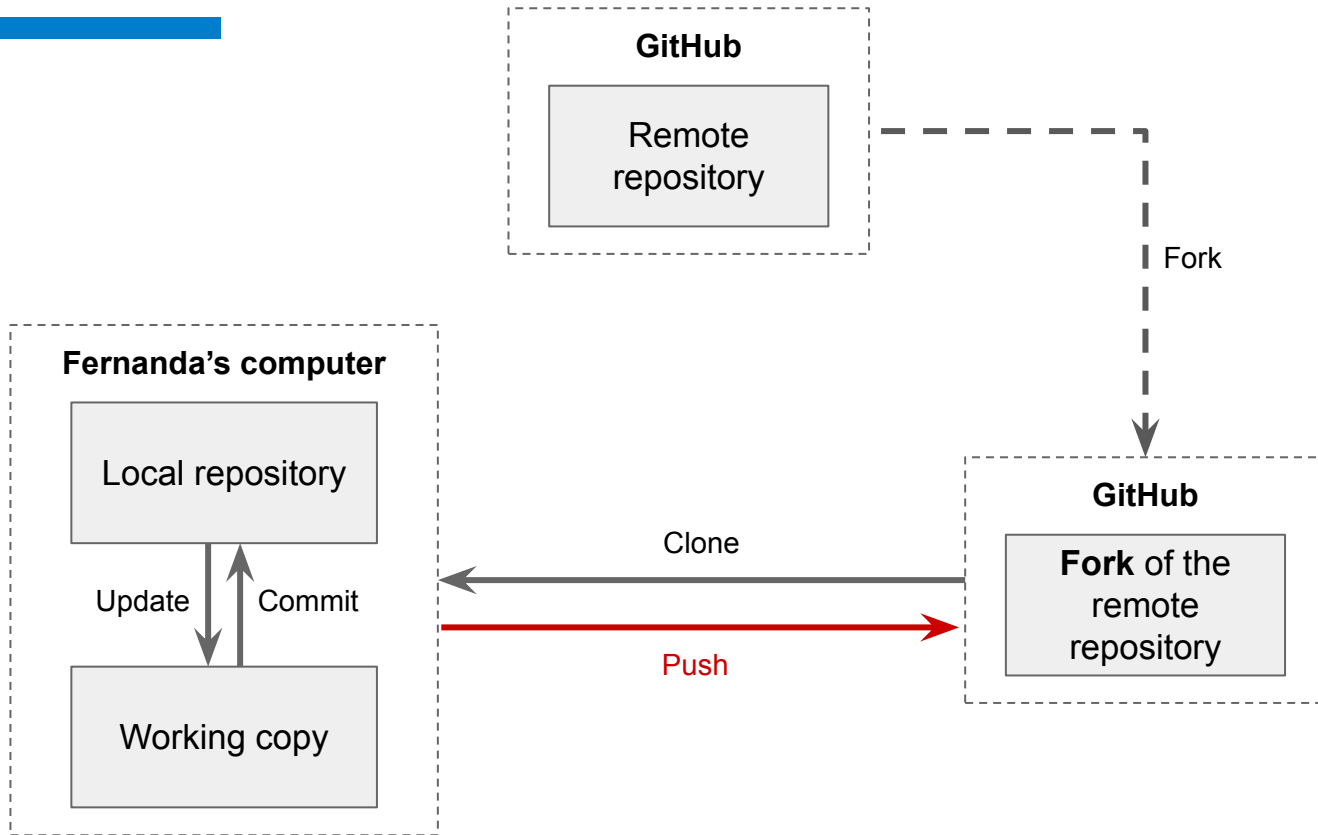 GitHub
Remote
repository
Fork
Fernanda’s computer
Local repository
Update
Commit
Working copy
Clone
Push
GitHub
Fork of the
remote
repository